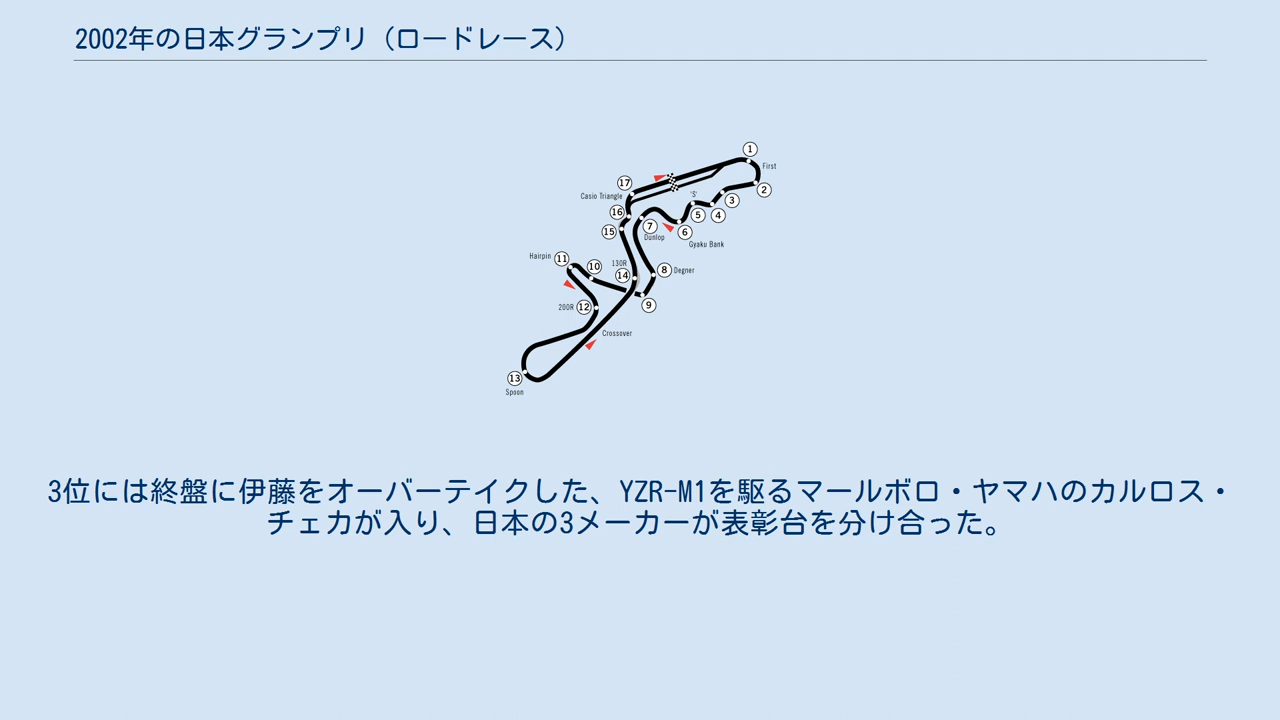 2002年の日本グランプリ（ロードレース）
1
First
17
2
Casio Triangle
'S'
3
16
5
4
7
6
15
Dunlop
Gyaku Bank
Hairpin
11
10
130R
14
8
Degner
200R
12
9
Crossover
13
Spoon
3位には終盤に伊藤をオーバーテイクした、YZR-M1を駆るマールボロ・ヤマハのカルロス・
チェカが入り、日本の3メーカーが表彰台を分け合った。